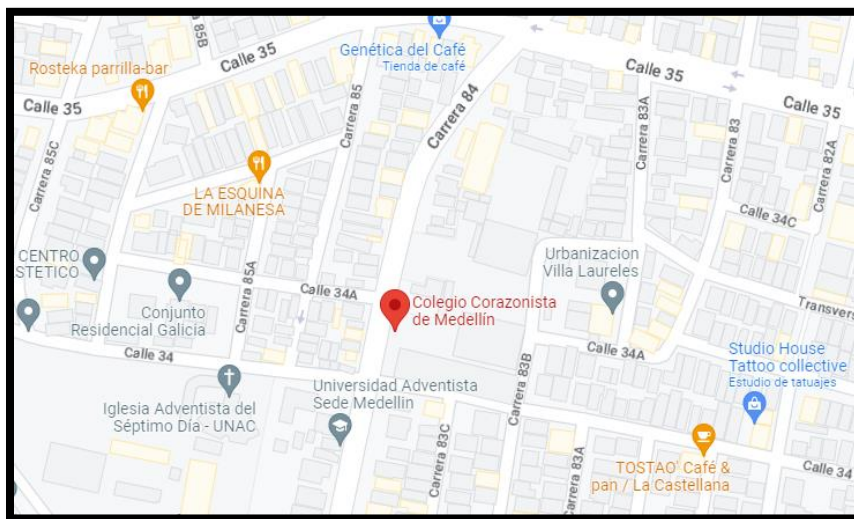 Carrera 85B
Calle 35
Genética del Café
Tienda de café
Rosteka parrilla-bar
Calle 35
Carrera 85
Carrera 84
Calle 35
Carrera 83A
Carrera 83
Calle 35
Carrera 82A
Carrera 85C
LA ESQUINA
DE MILANESA
Calle 34C
CENTRO
STETICO
Carrera 85A
Calle 34A
Urbanizacion
Villa Laureles
Colegio Corazonista
de Medellín
Conjunto
Residencial Galicia
Transvers
Calle 34
Calle 34A
Studio House
Tattoo collective
Estudio de tatuajes
Carrera 83B
Universidad Adventista
Sede Medellin
Iglesia Adventista del
Séptimo Día - UNAC
Carrera 83C
Carrera 83A
TOSTAO' Café &
pan / La Castellana
Calle 34